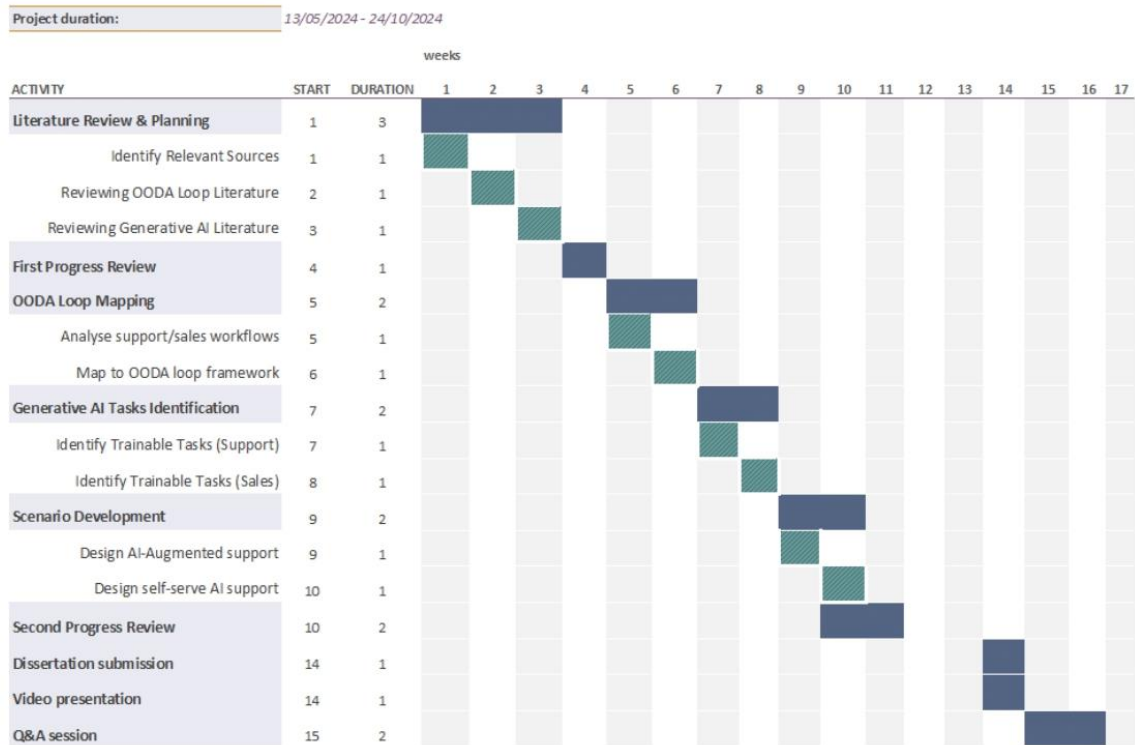 Project duration: 13/05/2024 - 24/10/2024
weeks
ACTIVITY START DURATION 1 2 3 4 5 6 7 8 9 10 11 12 13 14 15 16 17
Literature Review & Planning 1 3
Identify Relevant Sources 1 1
Reviewing OODA Loop Literature 2 1
Reviewing Generative AI Literature 3 1
First Progress Review 4 1
OODA Loop Mapping 5 2
Analyse support/sales workflows 5 1
Map to OODA loop framework 6 1
Generative AI Tasks Identification 7 2
Identify Trainable Tasks (Support) 7 1
Identify Trainable Tasks (Sales) 8 1
Scenario Development 9 2
Design AI-Augmented support 9 1
Design self-serve AI support 10 1
Second Progress Review 10 2
Dissertation submission 14 1
Video presentation 14 1
Q&A session 15 2